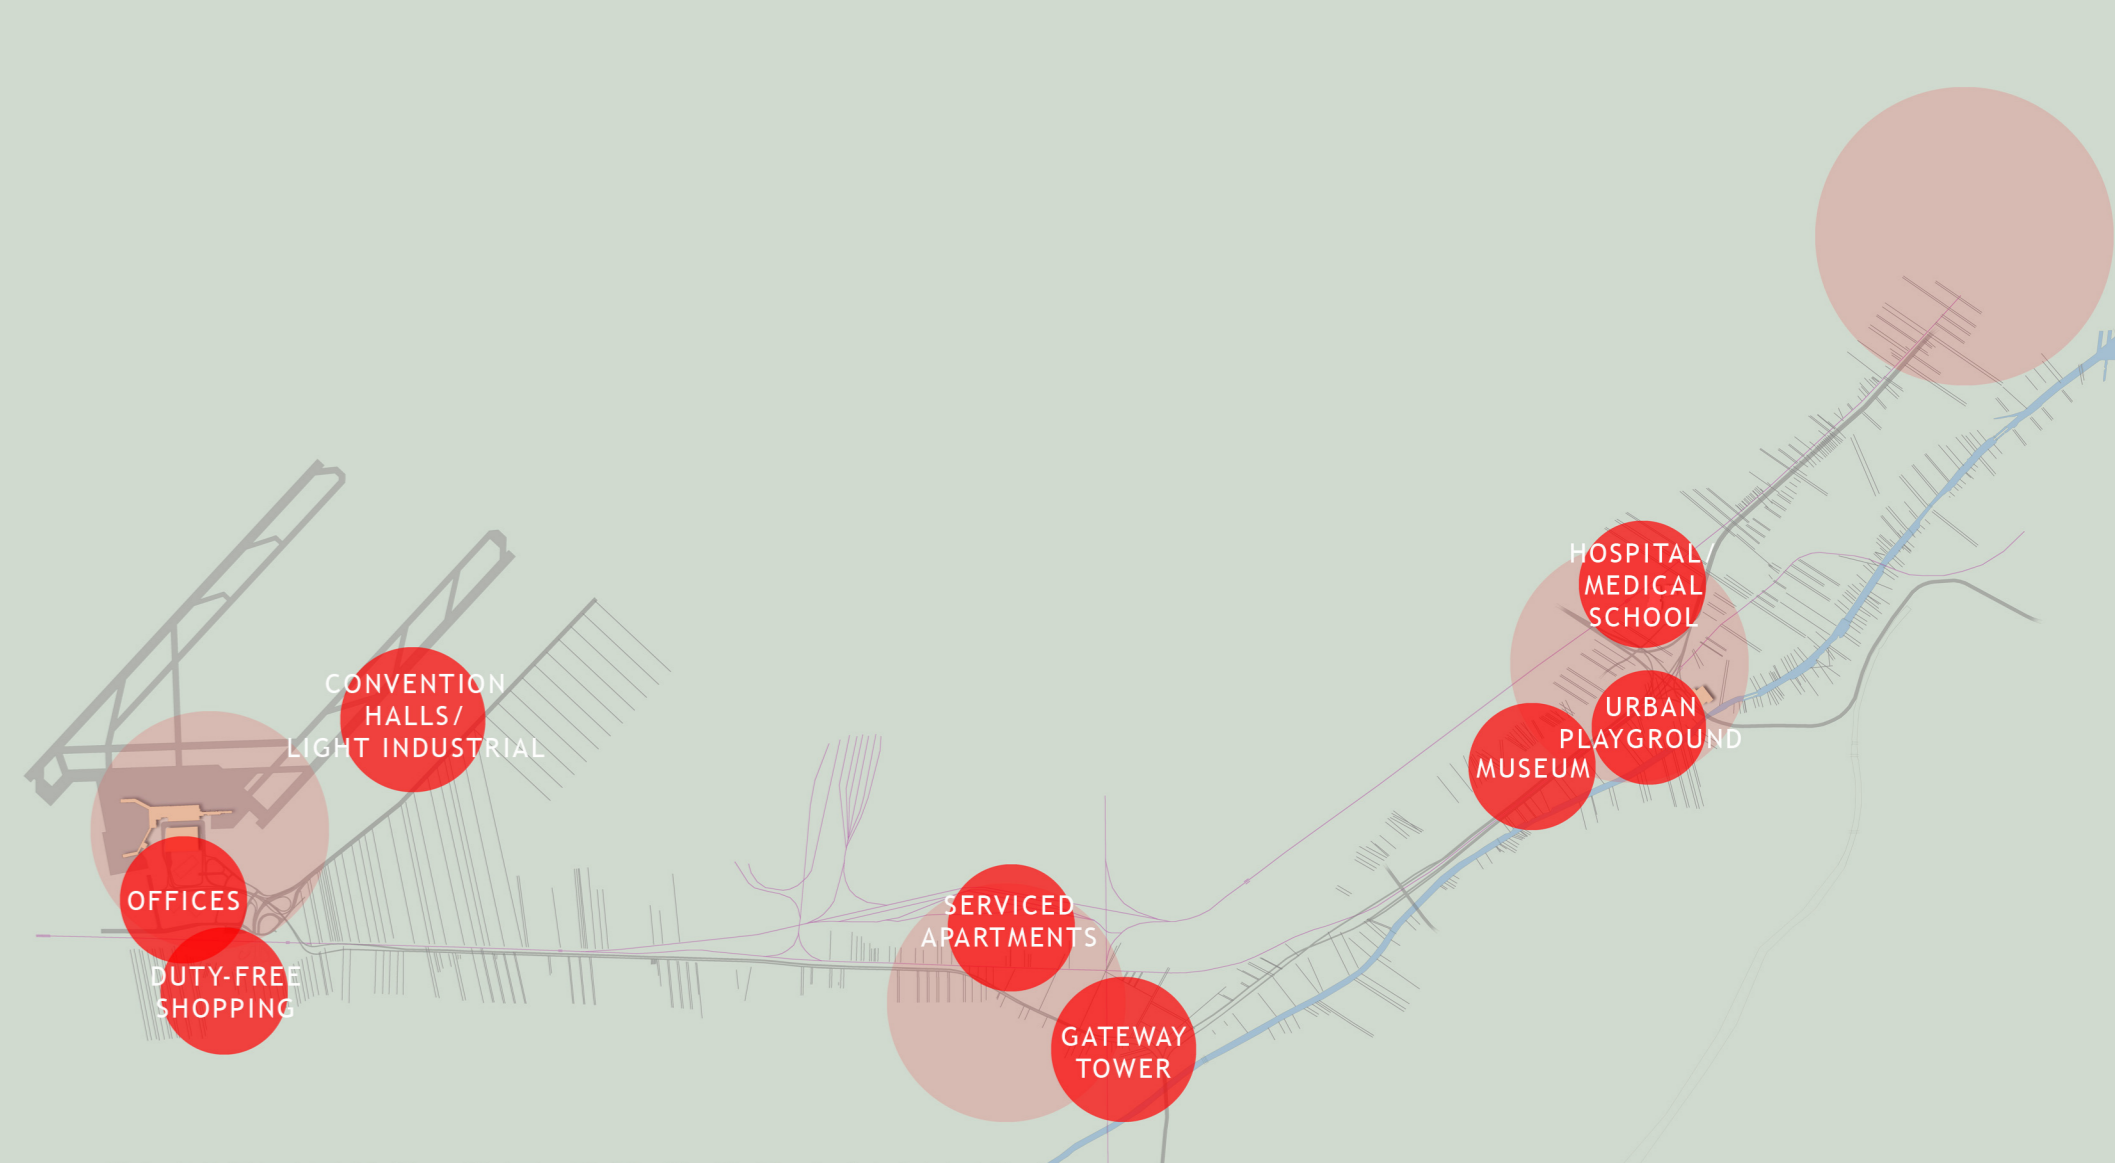 HOSPITAL/
MEDICAL
SCHOOL
CONVENTION
HALLS/
LIGHT INDUSTRIAL
URBAN
PLAYGROUND
MUSEUM
OFFICES
SERVICED
APARTMENTS
DUTY-FREE
SHOPPING
GATEWAY
TOWER